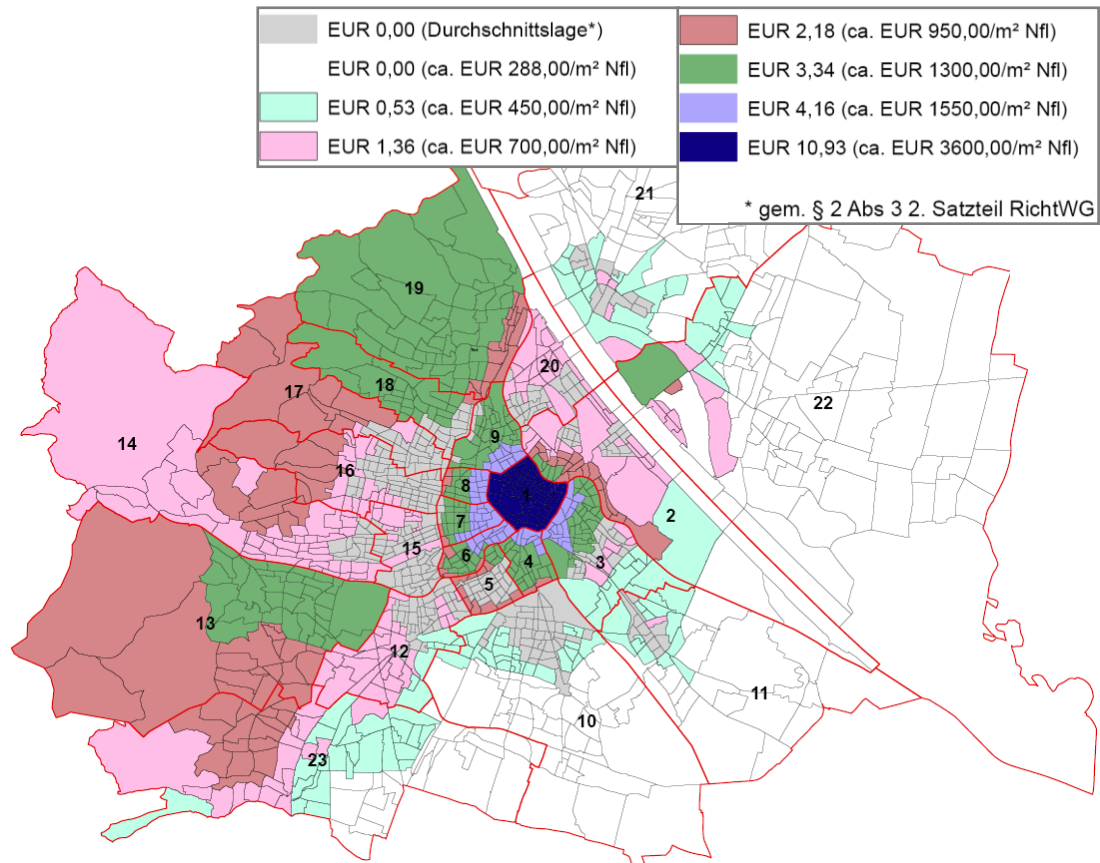 EUR 0,00 (Durchschnittslage*)
EUR 0,00 (ca. EUR 288,00/m² Nfl)
EUR 0,53 (ca. EUR 450,00/m² Nfl)
EUR 1,36 (ca. EUR 700,00/m² Nfl)
EUR 2,18 (ca. EUR 950,00/m² Nfl)
EUR 3,34 (ca. EUR 1300,00/m² Nfl)
EUR 4,16 (ca. EUR 1550,00/m² Nfl)
EUR 10,93 (ca. EUR 3600,00/m² Nfl)
* gem. § 2 Abs 3 2. Satzteil RichtWG
21
19
20
18
17
22
9
14
16
8
1
7
2
15
6
4
3
5
13
12
11
10
23